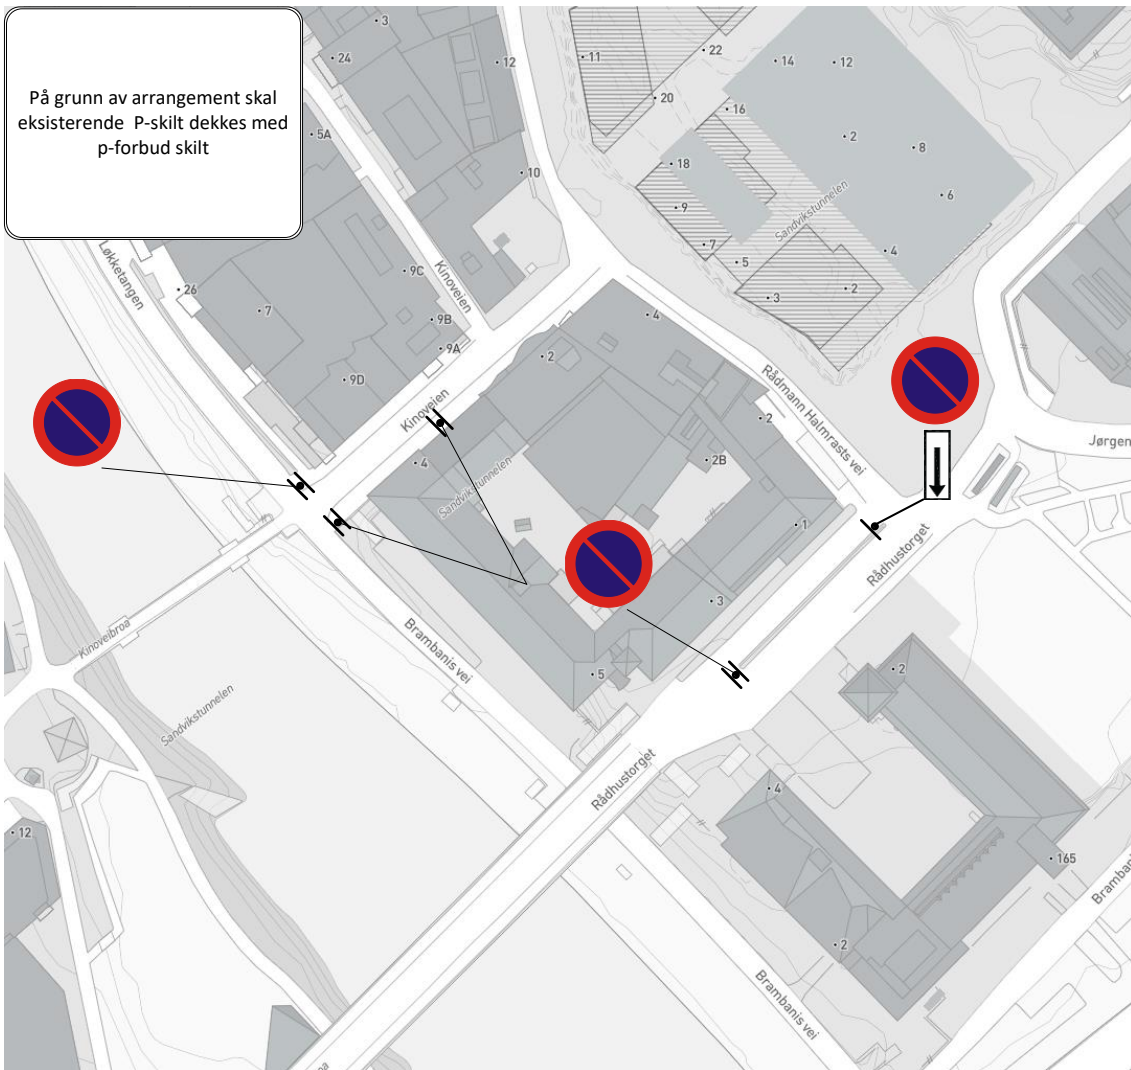 På grunn av arrangement skal
eksisterende P-skilt dekkes med
p-forbud skilt
3
24
12
5A
10
11
22
20
14
12
16
2
8
18
6
9
Sandvikstunnelen
7
5
4
3
2
Løkketangen
26
7
9C
Kinoveien
9B
9A
9D
4
2
Kinoveien
Rådmann Halmrasts vei
2
2B
4
Sandvikstunnelen
1
Jørgen
Rådhustorget
3
Kinoveibroa
Brambanis vei
5
2
Sandvikstunnelen
Rådhustorget
4
12
165
Brambanis
2
Brambanis vei